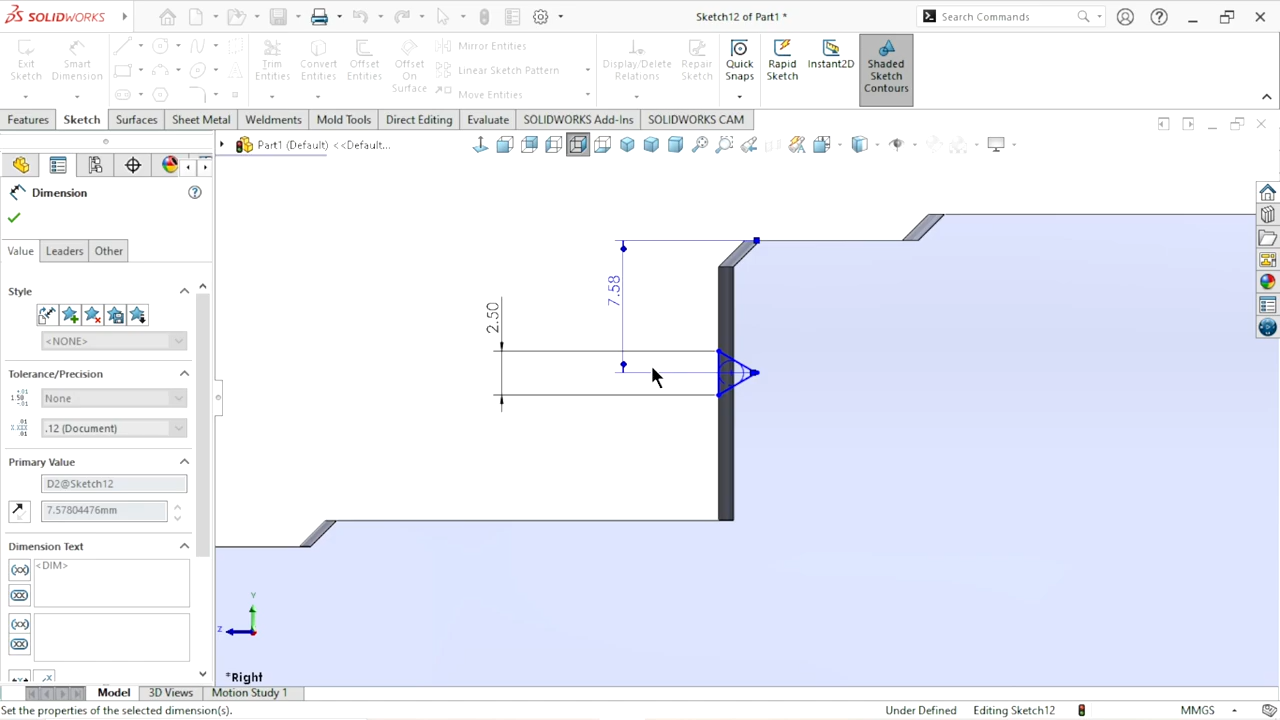 SOLIDWORKS
Sketch12 of Part1 *
Search Commands
Exit Sketch
Smart Dimension
Trim Entities
Convert Entities
Offset Entities
Offset On Surface
Mirror Entities
Linear Sketch Pattern
Move Entities
Display/Delete Relations
Repair Sketch
Quick Snaps
Rapid Sketch
Instant2D
Shaded Sketch Contours
Features
Sketch
Surfaces
Sheet Metal
Weldments
Mold Tools
Direct Editing
Evaluate
SOLIDWORKS Add-Ins
SOLIDWORKS CAM
Part1 (Default) <<Default...
Dimension
Value
Leaders
Other
Style
<NONE>
Tolerance/Precision
None
.12 (Document)
Primary Value
D2@Sketch12
7.57804476mm
Dimension Text
<DIM>
7.58
2.50
Y
Z
*Right
Model
3D Views
Motion Study 1
Set the properties of the selected dimension(s).
Under Defined
Editing Sketch12
MMGS